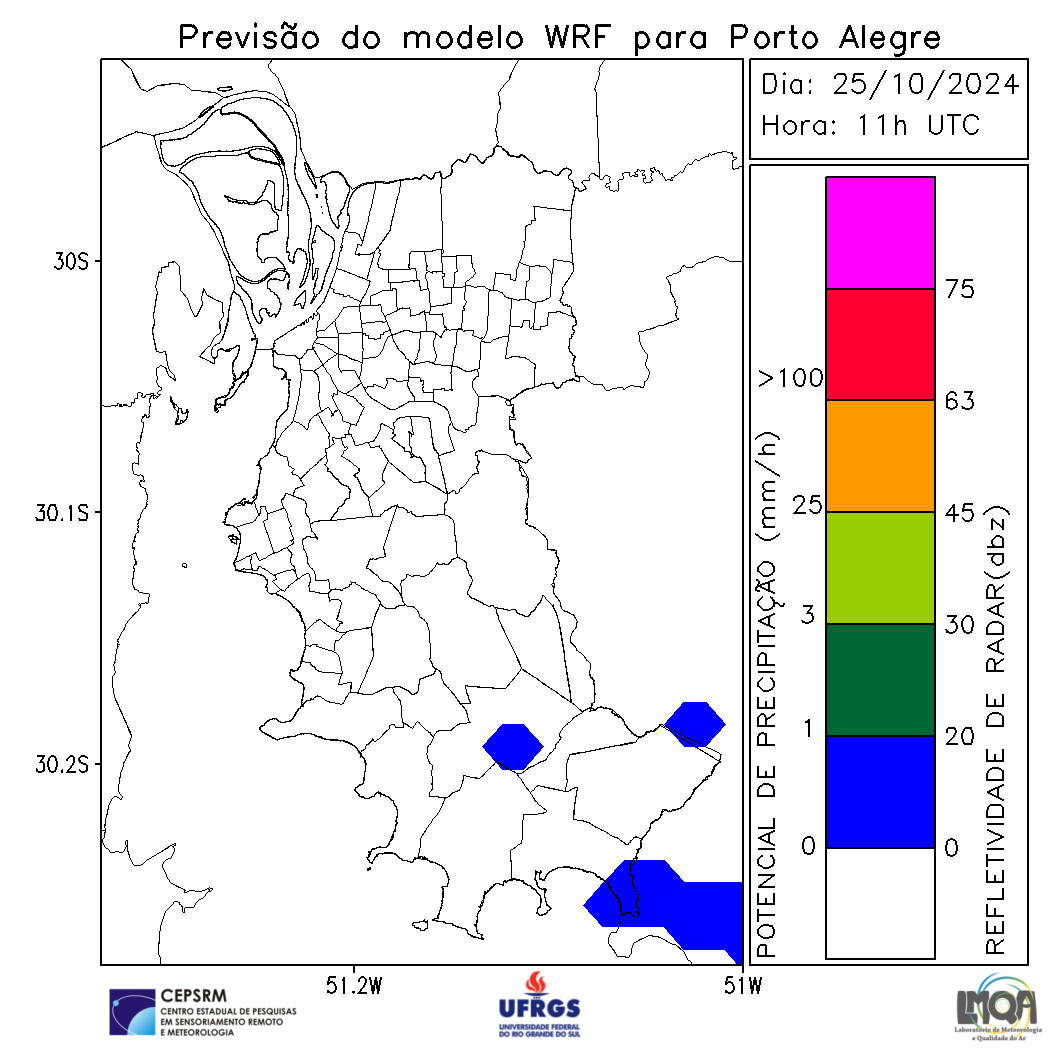 Previsão do modelo WRF para Porto Alegre
Dia: 25/10/2024
Hora: 11h UTC
30S
30.1S
30.2S
51.2W
51W
POTENCIAL DE PRECIPITAÇÃO (mm/h)
>100
25
3
1
0
75
63
45
30
20
0
REFLETIVIDADE DE RADAR(dbz)
CEPSRM
CENTRO ESTADUAL DE PESQUISAS
EM SENSORIAMENTO REMOTO
E METEOROLOGIA
UFRGS
UNIVERSIDADE FEDERAL
DO RIO GRANDE DO SUL
LMQA
Laboratório de Meteorologia
e Qualidade do Ar